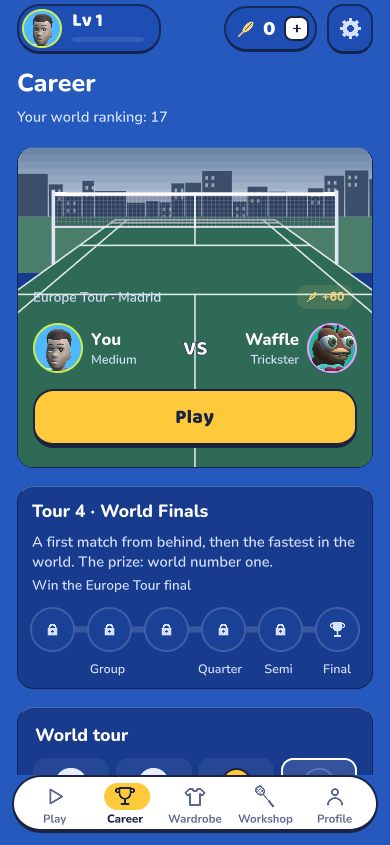 Lv 1
0
+
Career
Your world ranking: 17
Europe Tour · Madrid
+60
You
Medium
VS
Waffle
Trickster
Play
Tour 4 · World Finals
A first match from behind, then the fastest in the
world. The prize: world number one.
Win the Europe Tour final
Group
Quarter
Semi
Final
World tour
Play
Career
Wardrobe
Workshop
Profile